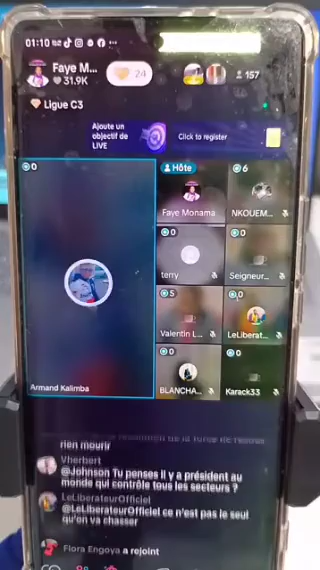 01:10
Faye M...
31.9K
24
157
Ligue C3
Ajoute un
objectif de
LIVE
Click to register
0
Hôte
6
Faye Monama
NKOUEM...
0
0
terry
Seigneur...
5
0
Valentin L...
LeLiberat...
0
0
Armand Kalimba
BLANCHA...
Karack33
rien mourir
Vherbert
@Johnson Tu penses il y a président au
monde qui contrôle tous les secteurs ?
LeLiberateurOfficiel
@LeLiberateurOfficiel ce n'est pas le seul
qu'on va chasser
Flora Engoya a rejoint